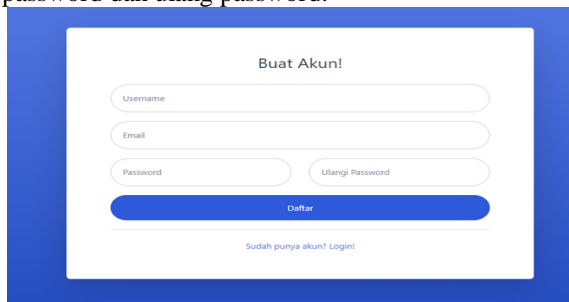 password dan ulang password.
Buat Akun!
Username
Email
Password
Ulangi Password
Daftar
Sudah punya akun? Login!